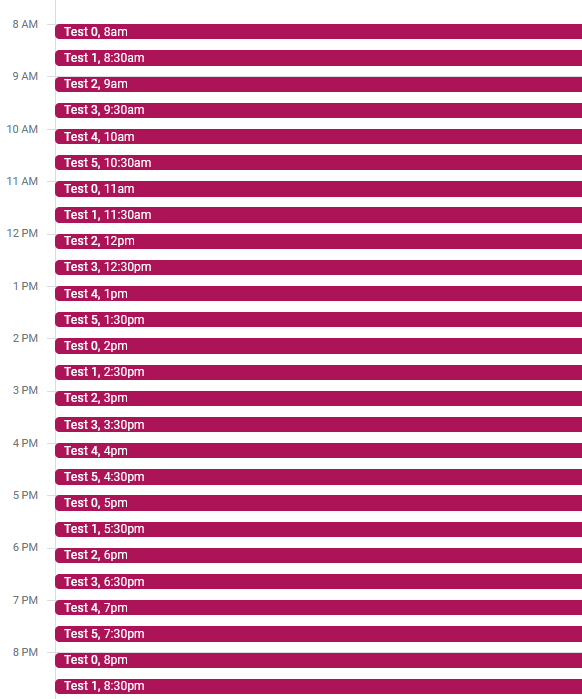 8 AM
Test 0, 8am
Test 1, 8:30am
9 AM
Test 2, 9am
Test 3, 9:30am
10 AM
Test 4, 10am
Test 5, 10:30am
11 AM
Test 0, 11am
Test 1, 11:30am
12 PM
Test 2, 12pm
Test 3, 12:30pm
1 PM
Test 4, 1pm
Test 5, 1:30pm
2 PM
Test 0, 2pm
Test 1, 2:30pm
3 PM
Test 2, 3pm
Test 3, 3:30pm
4 PM
Test 4, 4pm
Test 5, 4:30pm
5 PM
Test 0, 5pm
Test 1, 5:30pm
6 PM
Test 2, 6pm
Test 3, 6:30pm
7 PM
Test 4, 7pm
Test 5, 7:30pm
8 PM
Test 0, 8pm
Test 1, 8:30pm